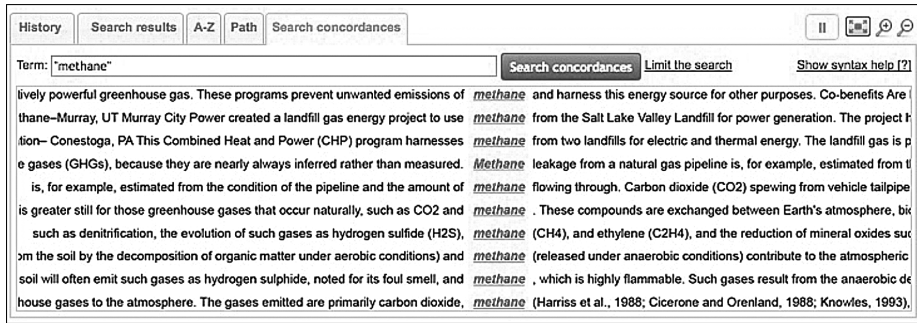 History Search results A-Z Path Search concordances
Term: "methane" Search concordances Limit the search Show syntax help [?]
tively powerful greenhouse gas. These programs prevent unwanted emissions of methane and harness this energy source for other purposes. Co-benefits Are
thane–Murray, UT Murray City Power created a landfill gas energy project to use methane from the Salt Lake Valley Landfill for power generation. The project h
ation– Conestoga, PA This Combined Heat and Power (CHP) program harnesses methane from two landfills for electric and thermal energy. The landfill gas is p
e gases (GHGs), because they are nearly always inferred rather than measured. Methane leakage from a natural gas pipeline is, for example, estimated from t
is, for example, estimated from the condition of the pipeline and the amount of methane flowing through. Carbon dioxide (CO2) spewing from vehicle tailpipe
is greater still for those greenhouse gases that occur naturally, such as CO2 and methane . These compounds are exchanged between Earth's atmosphere, bio
such as denitrification, the evolution of such gases as hydrogen sulfide (H2S), methane (CH4), and ethylene (C2H4), and the reduction of mineral oxides suc
om the soil by the decomposition of organic matter under aerobic conditions) and methane (released under anaerobic conditions) contribute to the atmospheric
soil will often emit such gases as hydrogen sulphide, noted for its foul smell, and methane , which is highly flammable. Such gases result from the anaerobic de
house gases to the atmosphere. The gases emitted are primarily carbon dioxide, methane (Harriss et al., 1988; Cicerone and Orenland, 1988; Knowles, 1993),